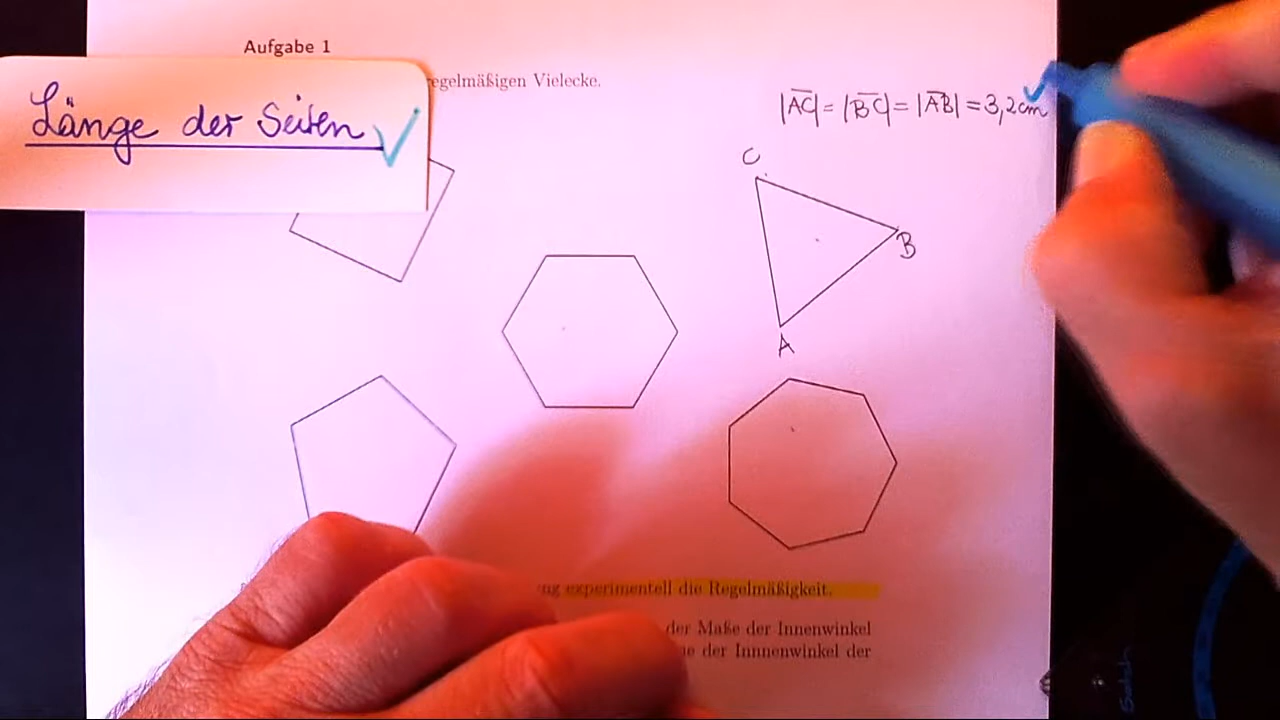 Aufgabe 1
regelmäßigen Vielecke.
Länge der Seiten ✓
|AC| = |BC| = |AB| = 3,2cm ✓
C
B
A
experimentell die Regelmäßigkeit.
der Maße der Innenwinkel
der Innnenwinkel der